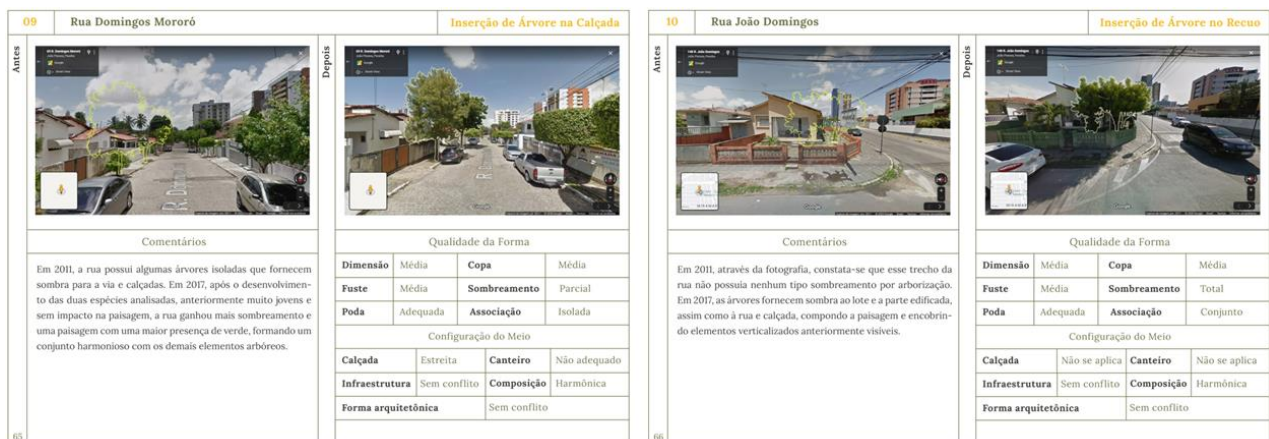 09 Rua Domingos Mororó Inserção de Árvore na Calçada
Antes
Depois
R. Do
R. D
Google
Comentários
Em 2011, a rua possui algumas árvores isoladas que fornecem
sombra para a via e calçadas. Em 2017, após o desenvolvimen-
to das duas espécies analisadas, anteriormente muito jovens e
sem impacto na paisagem, a rua ganhou mais sombreamento e
uma paisagem com uma maior presença de verde, formando um
conjunto harmonioso com os demais elementos arbóreos.
Qualidade da Forma
Dimensão Média Copa Média
Fuste Média Sombreamento Parcial
Poda Adequada Associação Isolada
Configuração do Meio
Calçada Estreita Canteiro Não adequado
Infraestrutura Sem conflito Composição Harmônica
Forma arquitetônica Sem conflito
65
10 Rua João Domingos Inserção de Árvore no Recuo
Antes
Depois
Google
Comentários
Em 2011, através da fotografia, constata-se que esse trecho da
rua não possuia nenhum tipo sombreamento por arborização.
Em 2017, as árvores fornecem sombra ao lote e a parte edificada,
assim como à rua e calçada, compondo a paisagem e encobrin-
do elementos verticalizados anteriormente visíveis.
Qualidade da Forma
Dimensão Média Copa Média
Fuste Média Sombreamento Total
Poda Adequada Associação Conjunto
Configuração do Meio
Calçada Não se aplica Canteiro Não se aplica
Infraestrutura Sem conflito Composição Harmônica
Forma arquitetônica Sem conflito
66